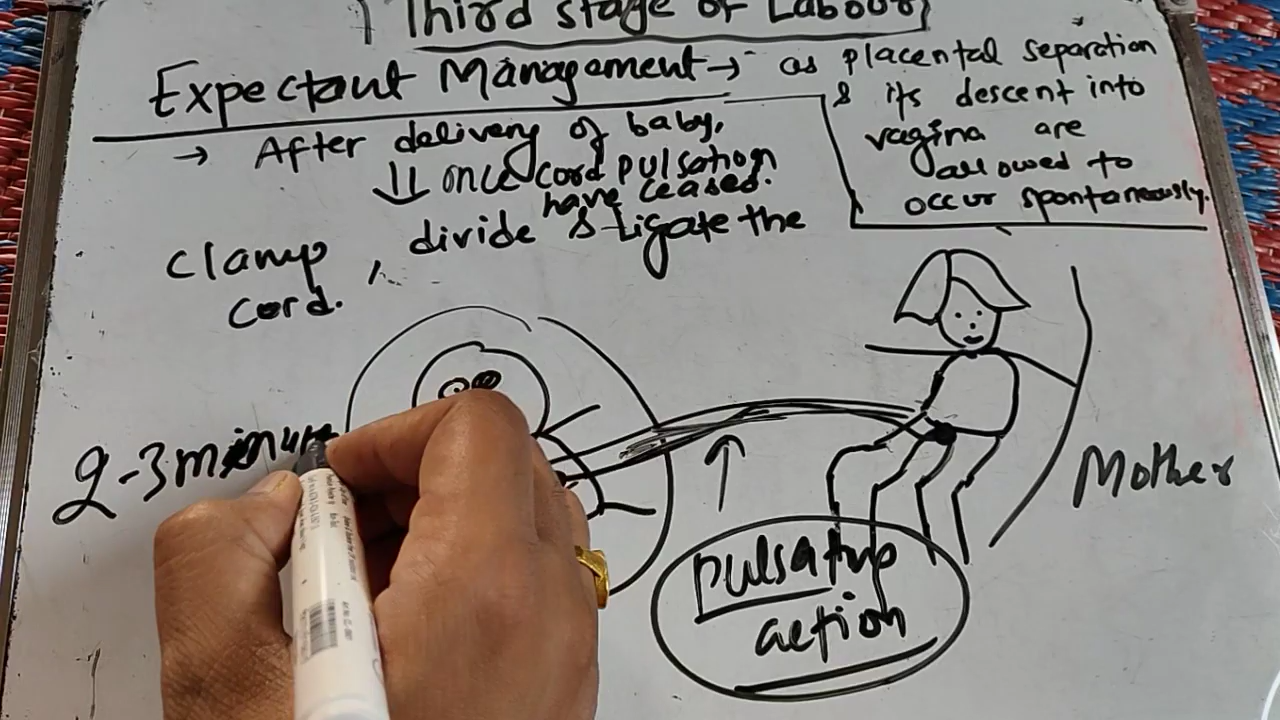 Third stage of Labour
Expectant Management → as placental separation
& its descent into
vagina are
allowed to
occur spontaneously.
→ After delivery of baby,
↓↓ once cord pulsation
have ceased.
clamp, divide & Ligate the
cord.
2-3 minute
Mother
pulsating
action